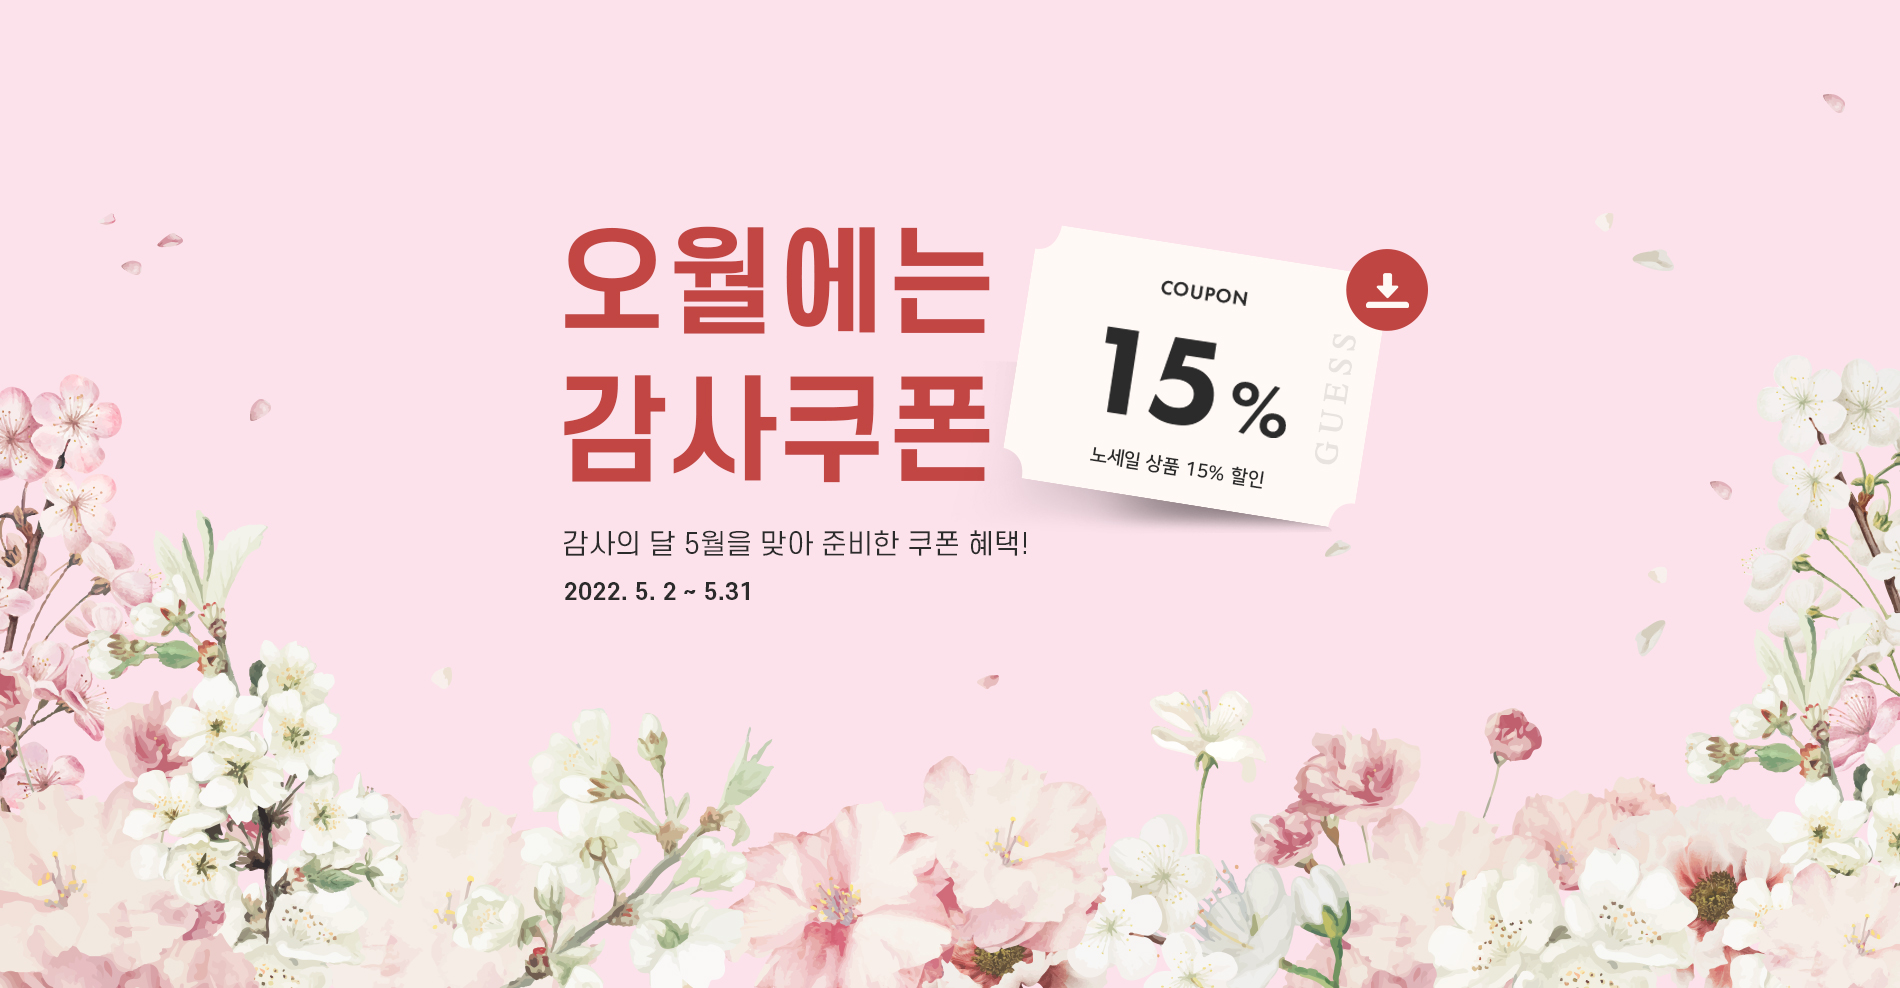 오월에는
감사쿠폰
감사의 달 5월을 맞아 준비한 쿠폰 혜택!
2022. 5. 2 ~ 5.31
COUPON
15%
노세일 상품 15% 할인
GUESS